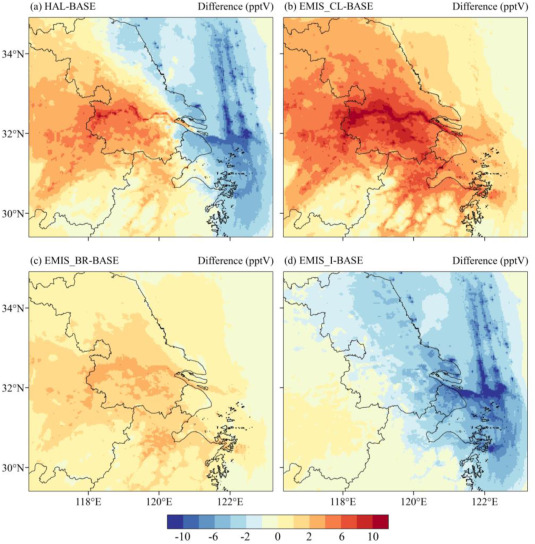 (a) HAL-BASE Difference (pptV) (b) EMIS_CL-BASE Difference (pptV)
34°N
32°N
30°N
(c) EMIS_BR-BASE Difference (pptV) (d) EMIS_I-BASE Difference (pptV)
34°N
32°N
30°N
118°E 120°E 122°E 118°E 120°E 122°E
-10 -6 -2 0 2 6 10